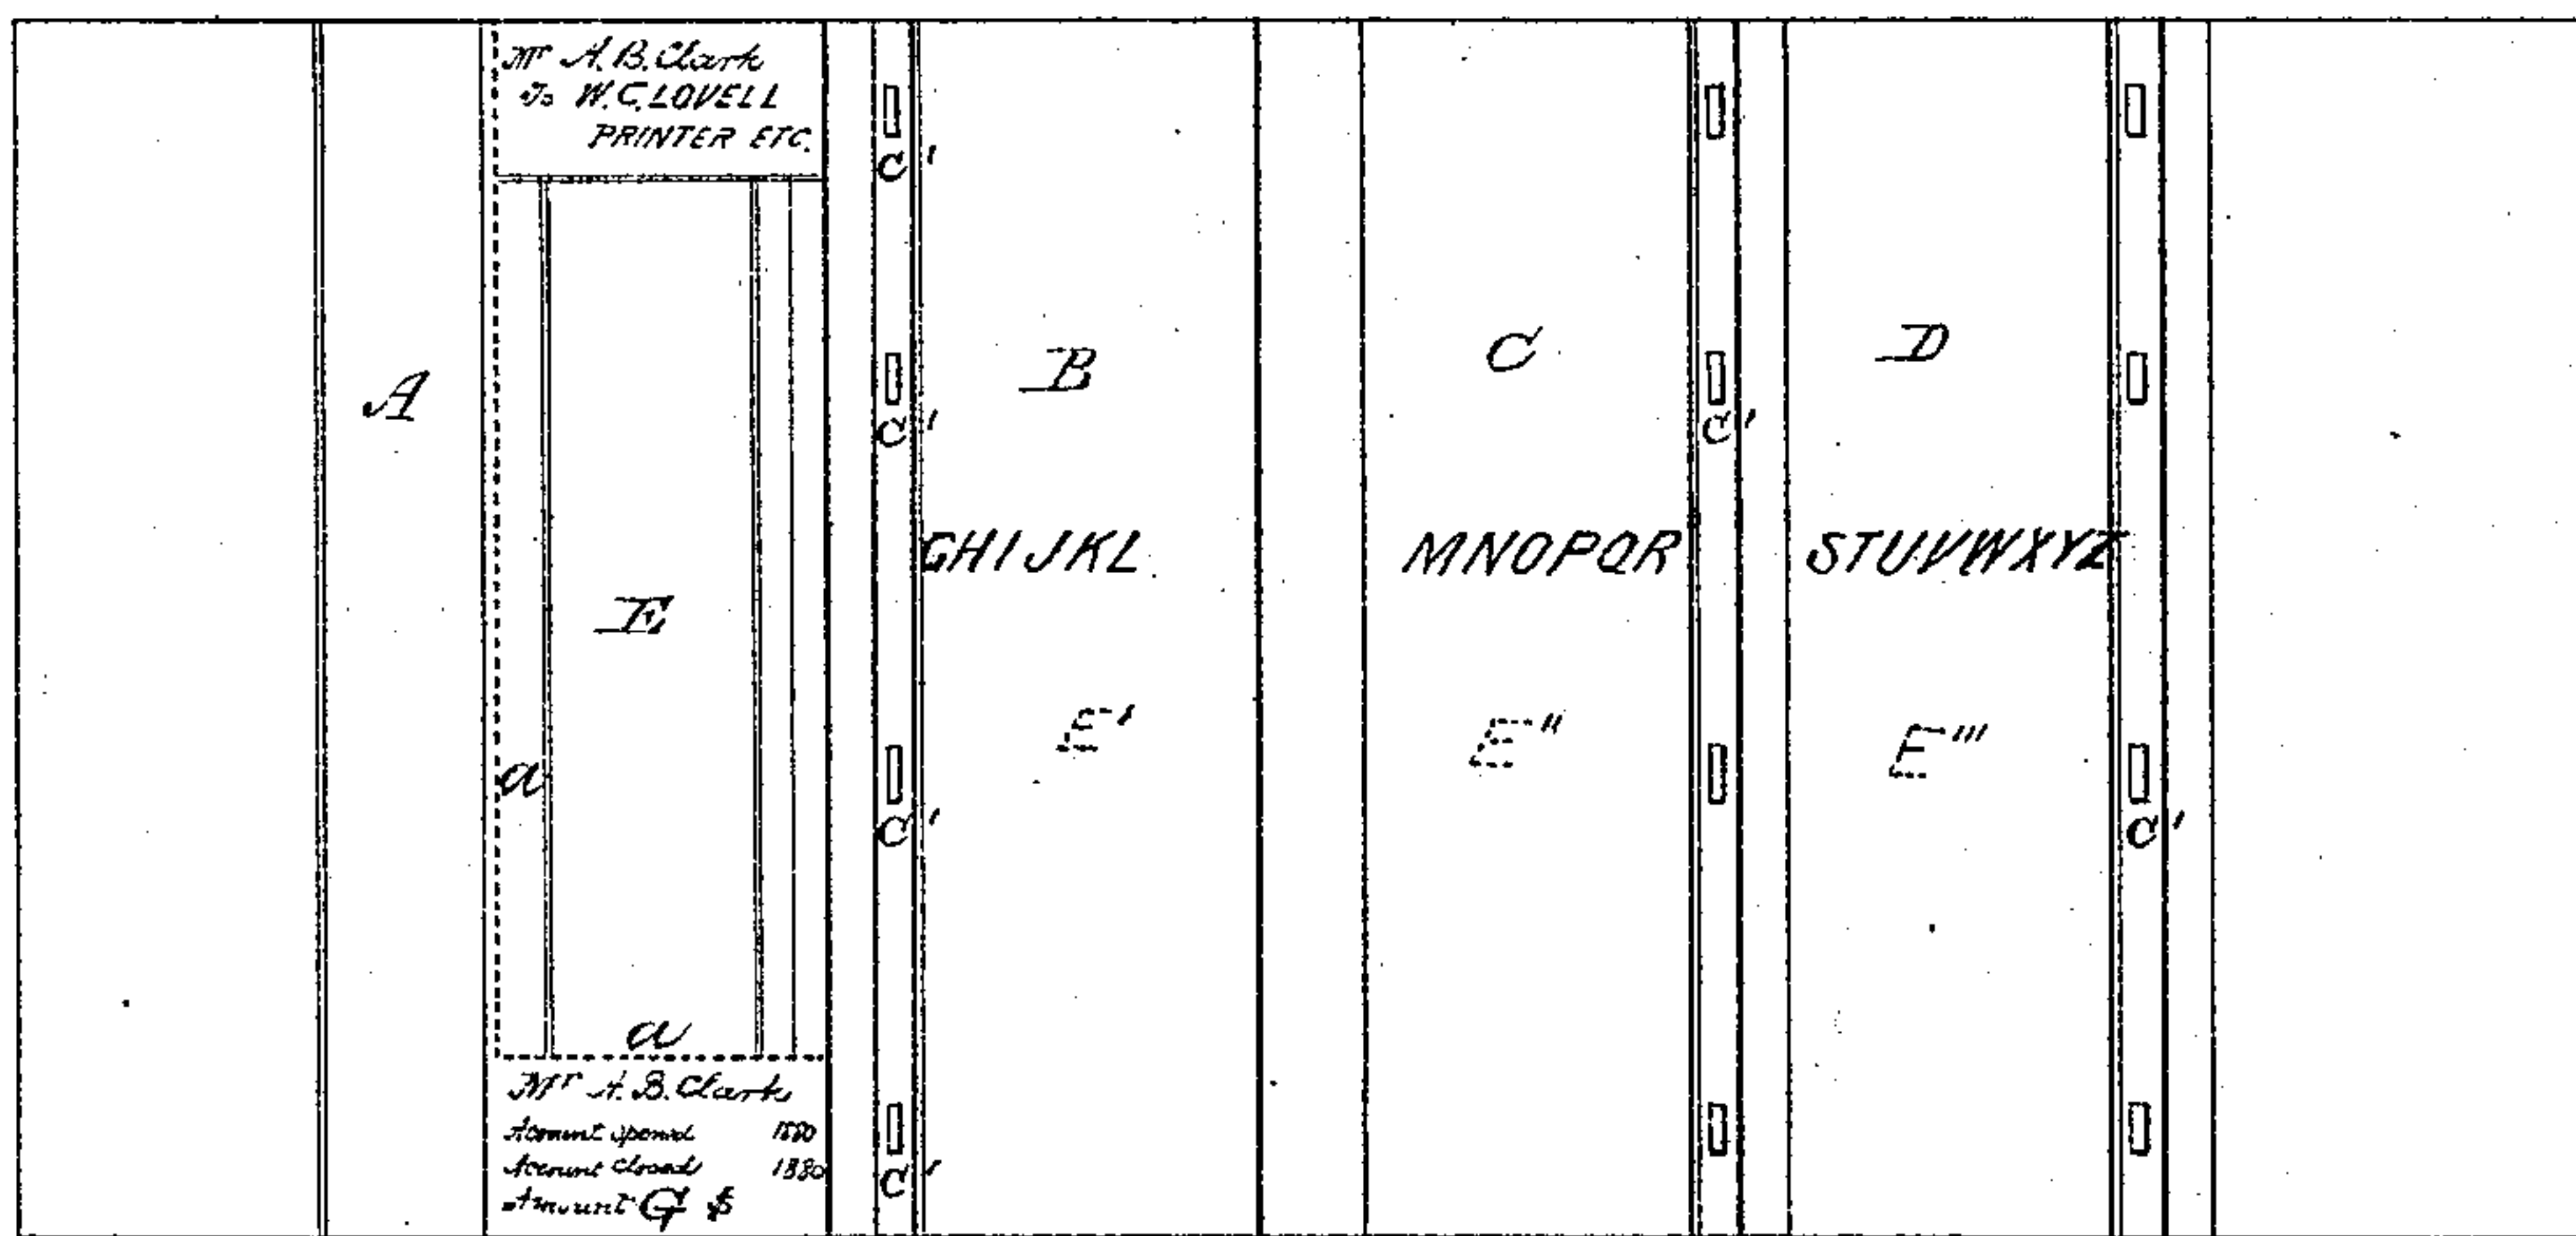 Mr A. B. Clark
To W. C. LOVELL
PRINTER ETC.
C'
B
C
D
A
C'
C'
GHIJKL
MNOPQR
STUVWXYZ
E
E'
E''
E'''
a
C'
C'
a
Mr A. B. Clark
Account opened 1880
Account closed 1880
Amount G $
C'